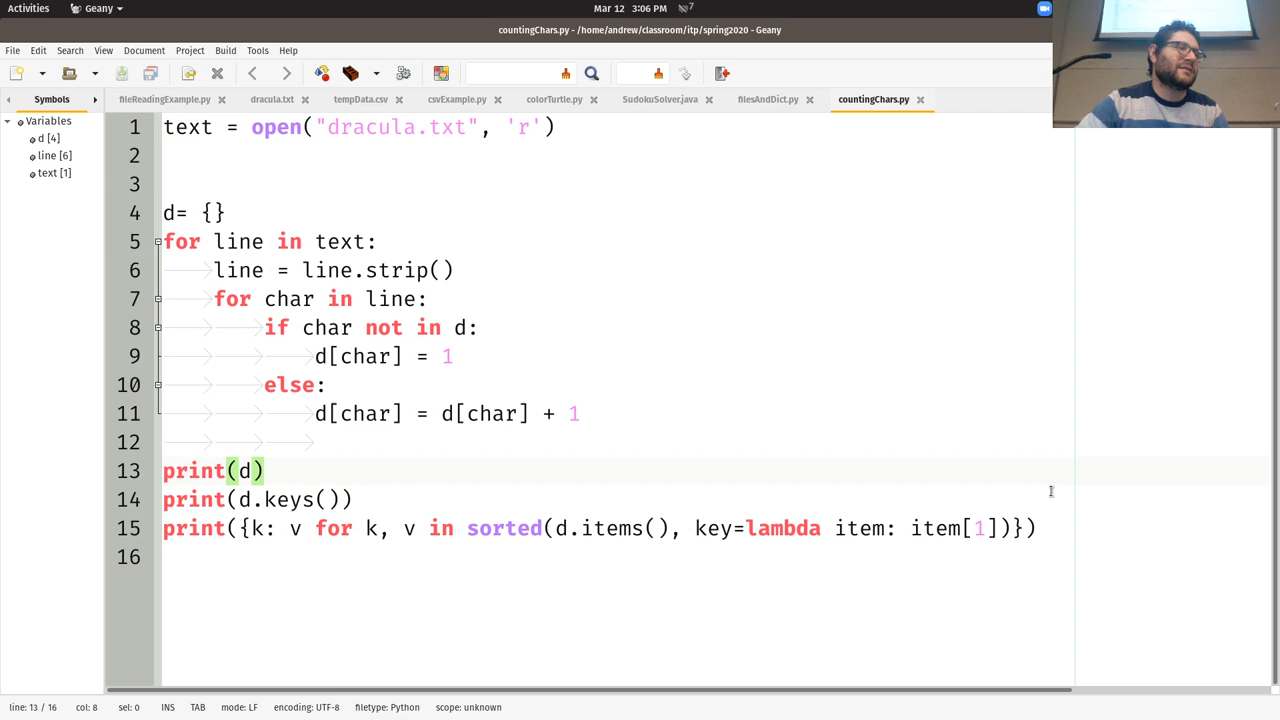 Activities Geany Mar 12 3:06 PM 7
countingChars.py - /home/andrew/classroom/itp/spring2020 - Geany
File Edit Search View Document Project Build Tools Help
Symbols fileReadingExample.py dracula.txt tempData.csv csvExample.py colorTurtle.py SudokuSolver.java filesAndDict.py countingChars.py
Variables
d [4]
line [6]
text [1]
1 text = open("dracula.txt", 'r')
2
3
4 d= {}
5 for line in text:
6 line = line.strip()
7 for char in line:
8 if char not in d:
9 d[char] = 1
10 else:
11 d[char] = d[char] + 1
12
13 print(d)
14 print(d.keys())
15 print({k: v for k, v in sorted(d.items(), key=lambda item: item[1])})
16
line: 13 / 16 col: 8 sel: 0 INS TAB mode: LF encoding: UTF-8 filetype: Python scope: unknown